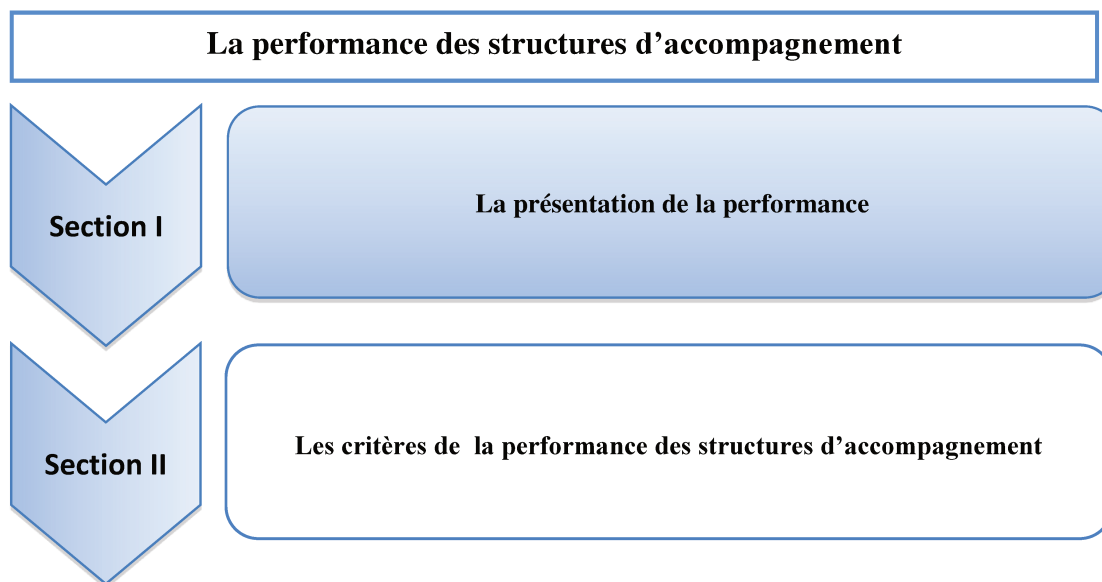 La performance des structures d’accompagnement
Section I
La présentation de la performance
Section II
Les critères de  la performance des structures d’accompagnement